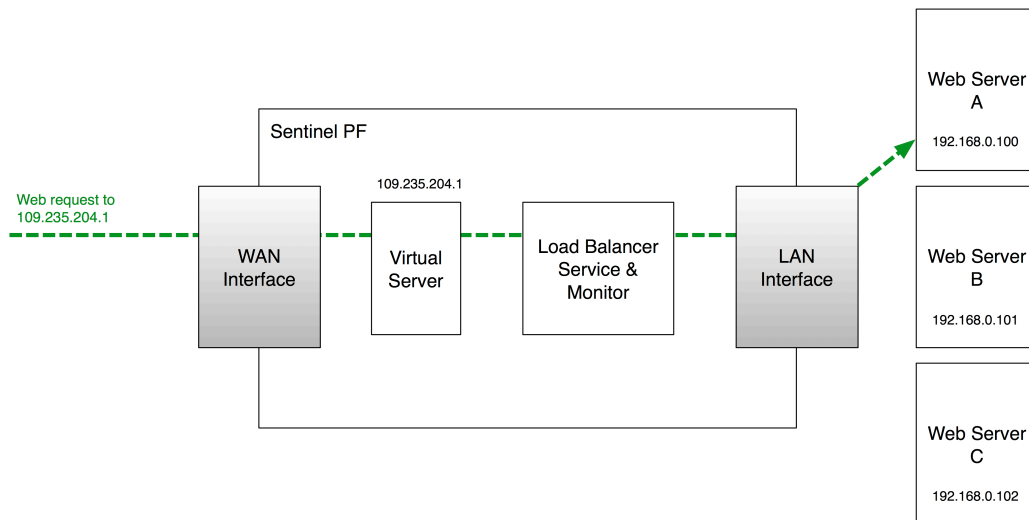 Web request to
109.235.204.1
Sentinel PF
WAN
Interface
109.235.204.1
Virtual
Server
Load Balancer
Service &
Monitor
LAN
Interface
Web Server
A
192.168.0.100
Web Server
B
192.168.0.101
Web Server
C
192.168.0.102